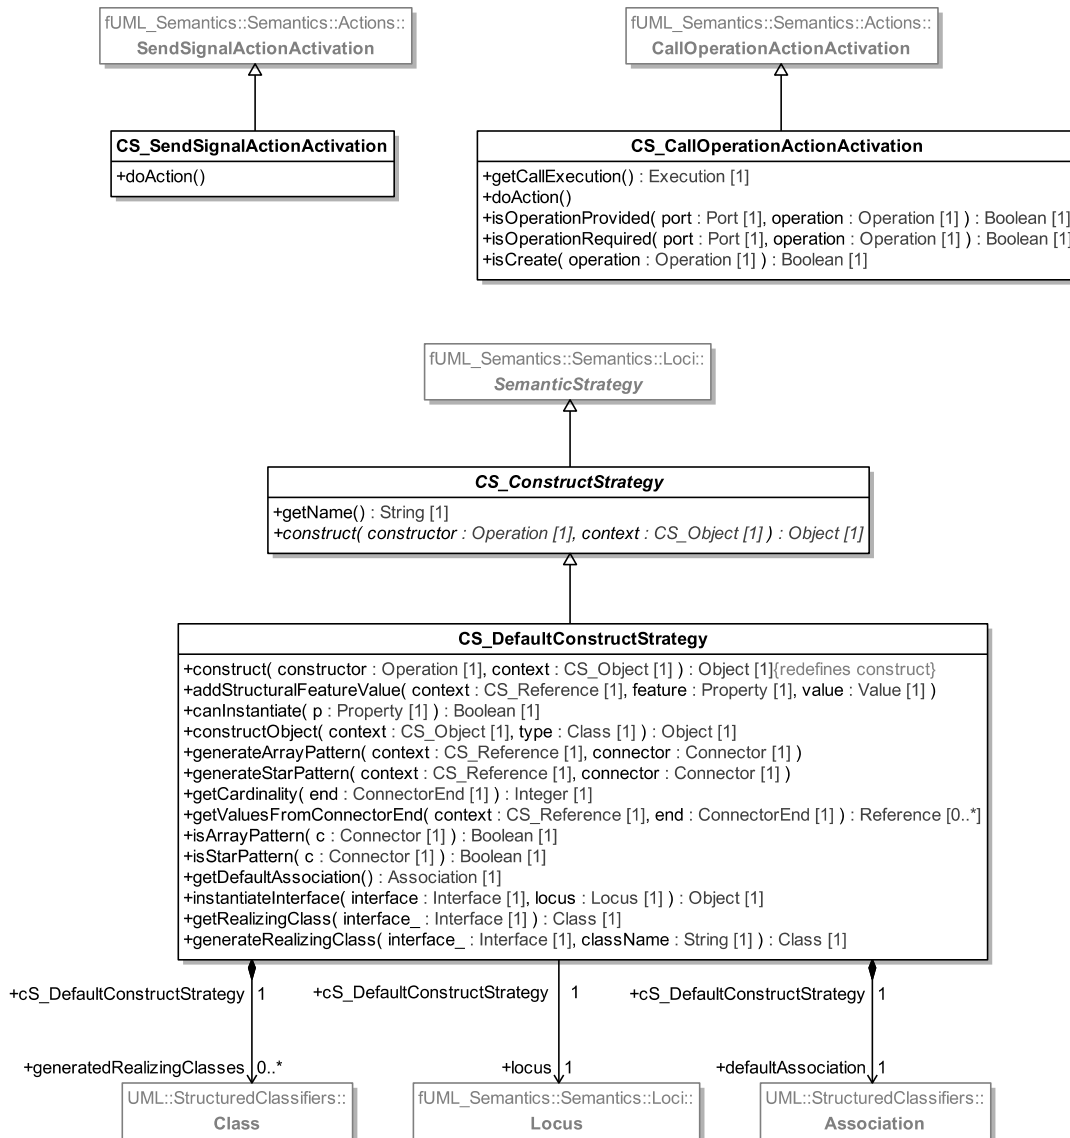 fUML_Semantics::Semantics::Actions::
SendSignalActionActivation
fUML_Semantics::Semantics::Actions::
CallOperationActionActivation
CS_SendSignalActionActivation
+doAction()
CS_CallOperationActionActivation
+getCallExecution() : Execution [1]
+doAction()
+isOperationProvided( port : Port [1], operation : Operation [1] ) : Boolean [1]
+isOperationRequired( port : Port [1], operation : Operation [1] ) : Boolean [1]
+isCreate( operation : Operation [1] ) : Boolean [1]
fUML_Semantics::Semantics::Loci::
SemanticStrategy
CS_ConstructStrategy
+getName() : String [1]
+construct( constructor : Operation [1], context : CS_Object [1] ) : Object [1]
CS_DefaultConstructStrategy
+construct( constructor : Operation [1], context : CS_Object [1] ) : Object [1]{redefines construct}
+addStructuralFeatureValue( context : CS_Reference [1], feature : Property [1], value : Value [1] )
+canInstantiate( p : Property [1] ) : Boolean [1]
+constructObject( context : CS_Object [1], type : Class [1] ) : Object [1]
+generateArrayPattern( context : CS_Reference [1], connector : Connector [1] )
+generateStarPattern( context : CS_Reference [1], connector : Connector [1] )
+getCardinality( end : ConnectorEnd [1] ) : Integer [1]
+getValuesFromConnectorEnd( context : CS_Reference [1], end : ConnectorEnd [1] ) : Reference [0..*]
+isArrayPattern( c : Connector [1] ) : Boolean [1]
+isStarPattern( c : Connector [1] ) : Boolean [1]
+getDefaultAssociation() : Association [1]
+instantiateInterface( interface : Interface [1], locus : Locus [1] ) : Object [1]
+getRealizingClass( interface_ : Interface [1] ) : Class [1]
+generateRealizingClass( interface_ : Interface [1], className : String [1] ) : Class [1]
+cS_DefaultConstructStrategy 1
+cS_DefaultConstructStrategy 1
+cS_DefaultConstructStrategy 1
+generatedRealizingClasses 0..*
+locus 1
+defaultAssociation 1
UML::StructuredClassifiers::
Class
fUML_Semantics::Semantics::Loci::
Locus
UML::StructuredClassifiers::
Association